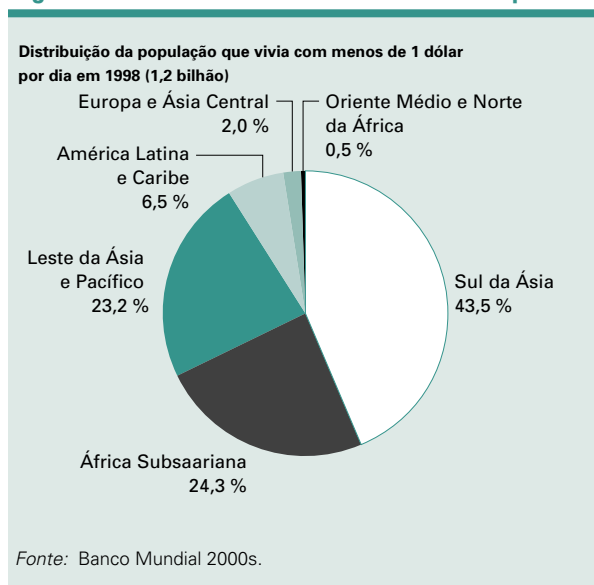 Distribuição da população que vivia com menos de 1 dólar
por dia em 1998 (1,2 bilhão)
Europa e Ásia Central
2,0 %
Oriente Médio e Norte
da África
0,5 %
América Latina
e Caribe
6,5 %
Leste da Ásia
e Pacífico
23,2 %
Sul da Ásia
43,5 %
África Subsaariana
24,3 %
Fonte: Banco Mundial 2000s.